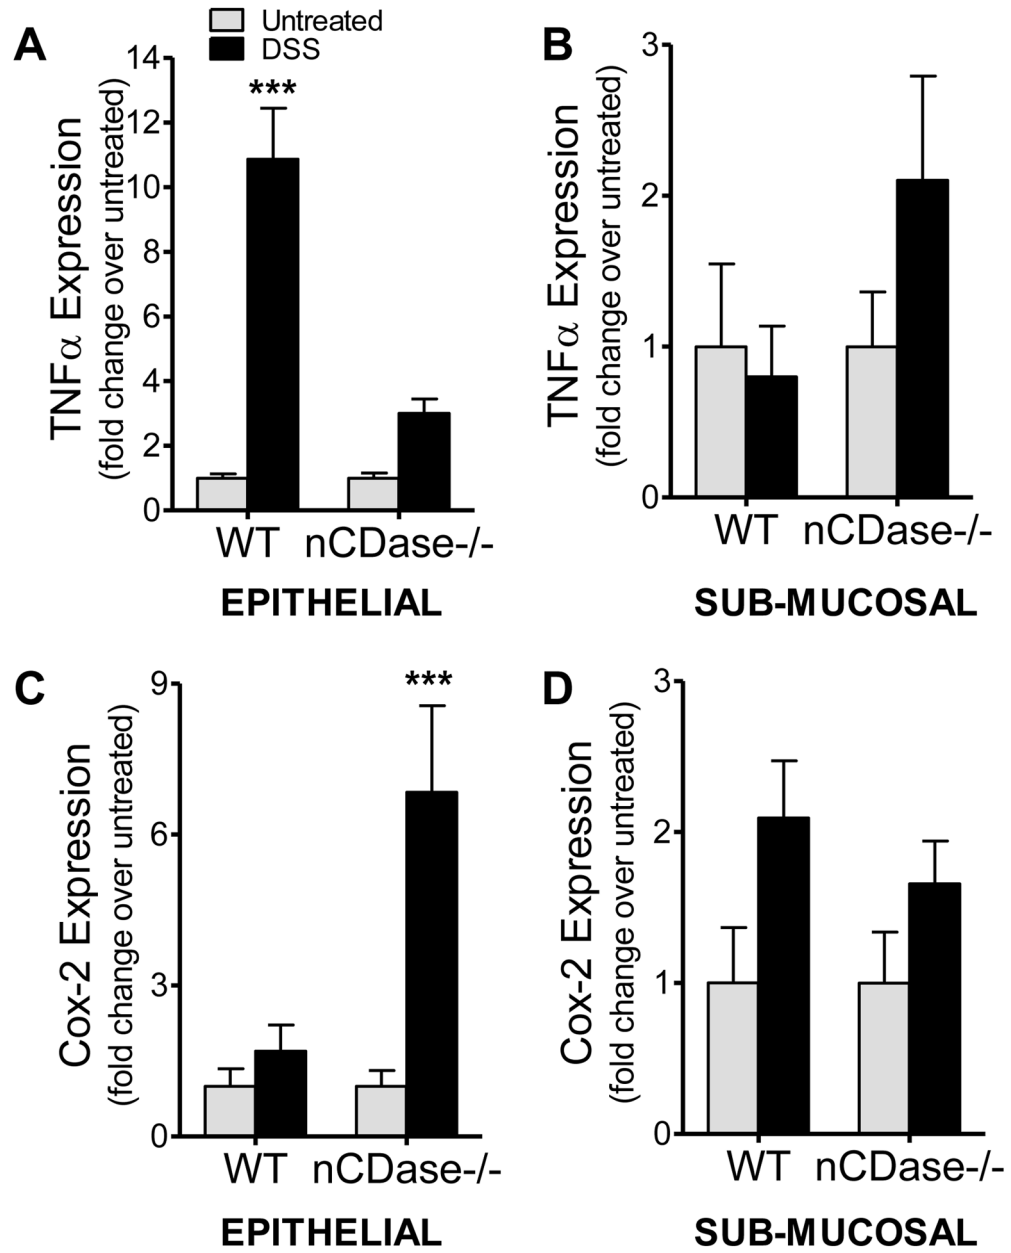 Untreated
DSS
A
TNFα Expression
(fold change over untreated)
14
12
10
8
6
4
2
0
***
WT nCDase-/-
EPITHELIAL
B
TNFα Expression
(fold change over untreated)
3
2
1
0
WT nCDase-/-
SUB-MUCOSAL
C
Cox-2 Expression
(fold change over untreated)
9
6
3
0
***
WT nCDase-/-
EPITHELIAL
D
Cox-2 Expression
(fold change over untreated)
3
2
1
0
WT nCDase-/-
SUB-MUCOSAL